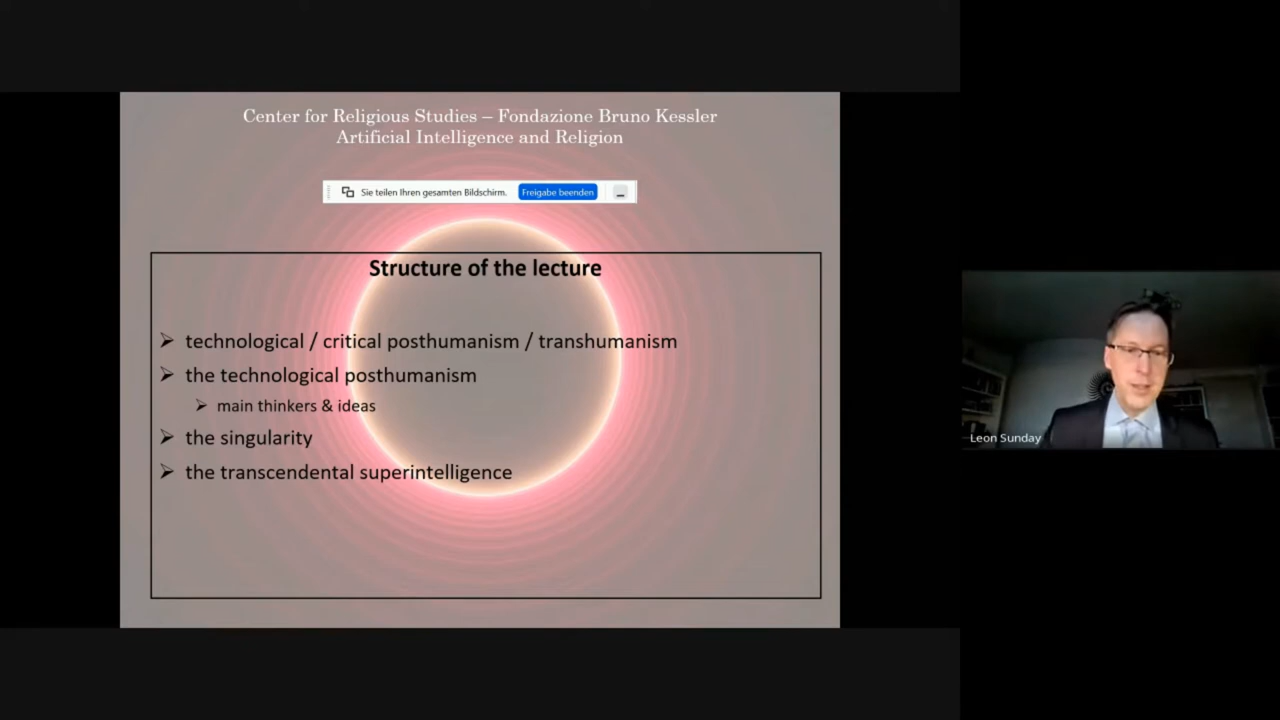 Center for Religious Studies – Fondazione Bruno Kessler
Artificial Intelligence and Religion
Sie teilen Ihren gesamten Bildschirm. Freigabe beenden
Structure of the lecture
technological / critical posthumanism / transhumanism
the technological posthumanism
main thinkers & ideas
the singularity
the transcendental superintelligence
Leon Sunday